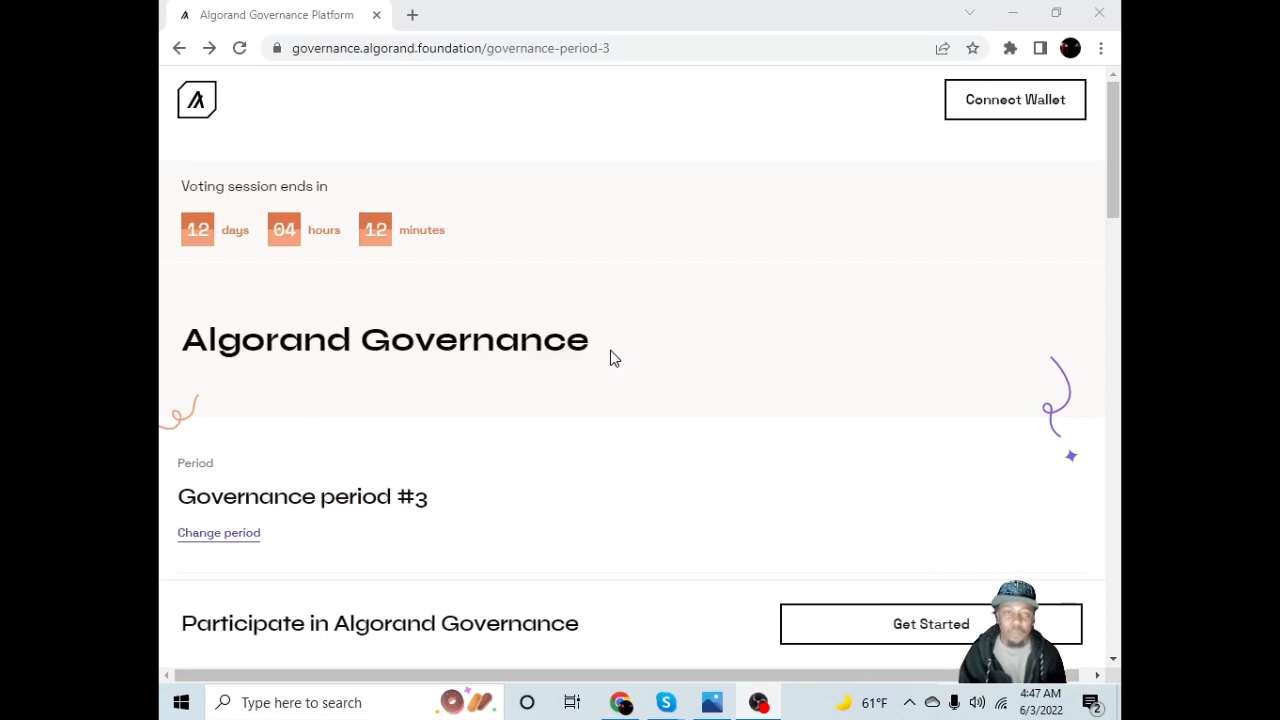 Algorand Governance Platform
governance.algorand.foundation/governance-period-3
Connect Wallet
Voting session ends in
12 days 04 hours 12 minutes
Algorand Governance
Period
Governance period #3
Change period
Participate in Algorand Governance
Get Started
Type here to search
61°F
4:47 AM
6/3/2022
2